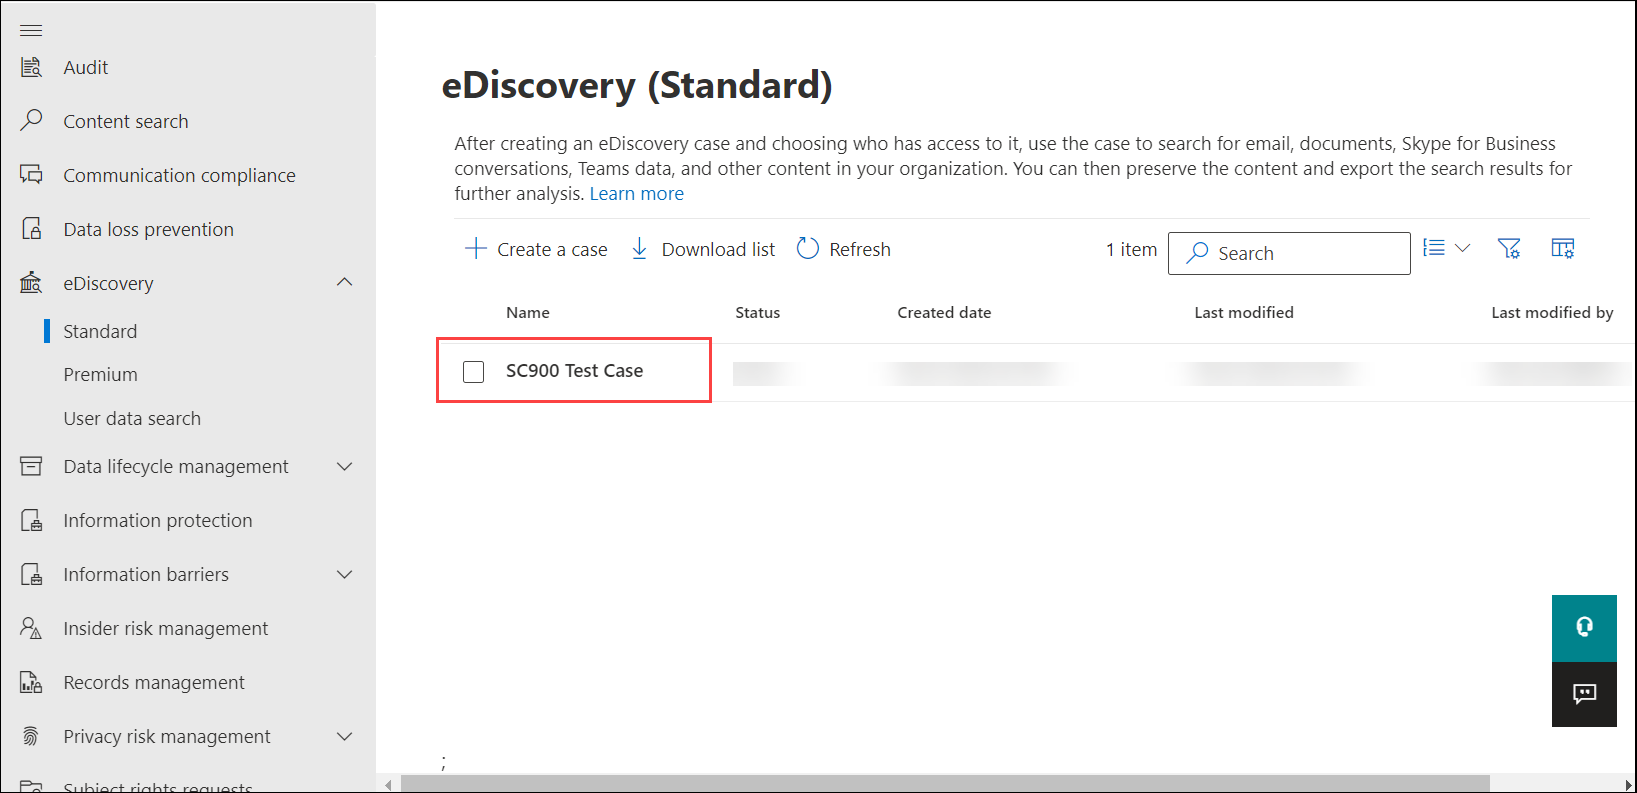 Audit
Content search
Communication compliance
Data loss prevention
eDiscovery
Standard
Premium
User data search
Data lifecycle management
Information protection
Information barriers
Insider risk management
Records management
Privacy risk management
Subject rights requests
eDiscovery (Standard)
After creating an eDiscovery case and choosing who has access to it, use the case to search for email, documents, Skype for Business
conversations, Teams data, and other content in your organization. You can then preserve the content and export the search results for
further analysis. Learn more
Create a case Download list Refresh 1 item Search
Name Status Created date Last modified Last modified by
SC900 Test Case
;